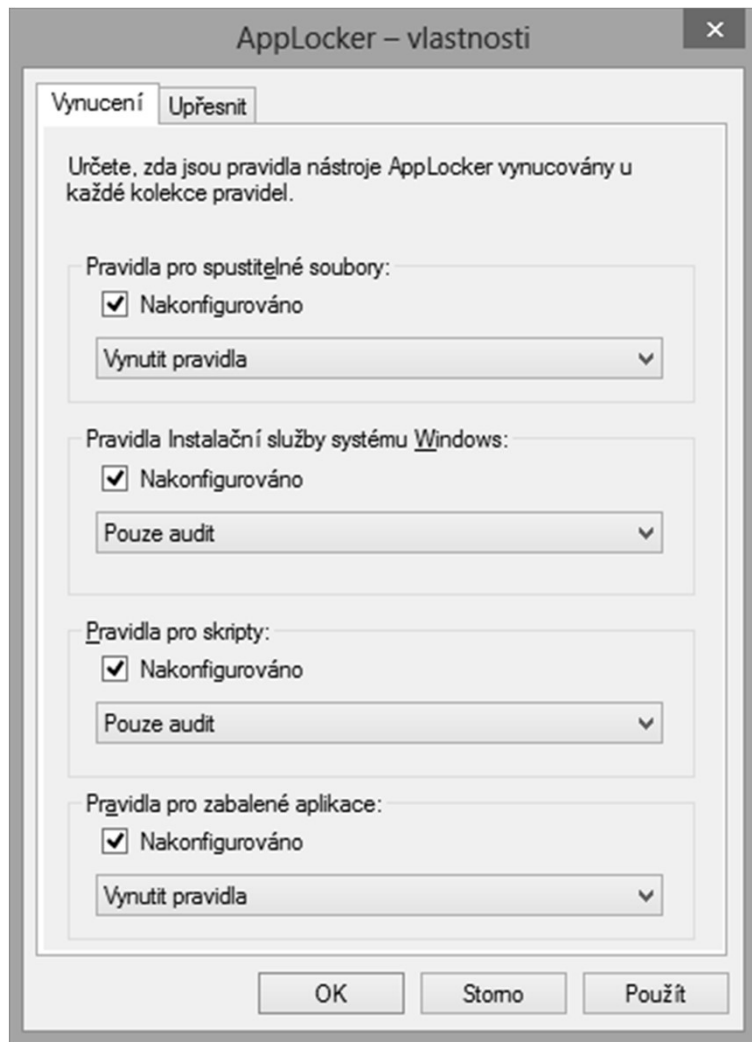 AppLocker – vlastnosti
Vynucení
Upřesnit
Určete, zda jsou pravidla nástroje AppLocker vynucovány u
každé kolekce pravidel.
Pravidla pro spustitelné soubory:
Nakonfigurováno
Vynutit pravidla
Pravidla Instalační služby systému Windows:
Nakonfigurováno
Pouze audit
Pravidla pro skripty:
Nakonfigurováno
Pouze audit
Pravidla pro zabalené aplikace:
Nakonfigurováno
Vynutit pravidla
OK
Storno
Použít